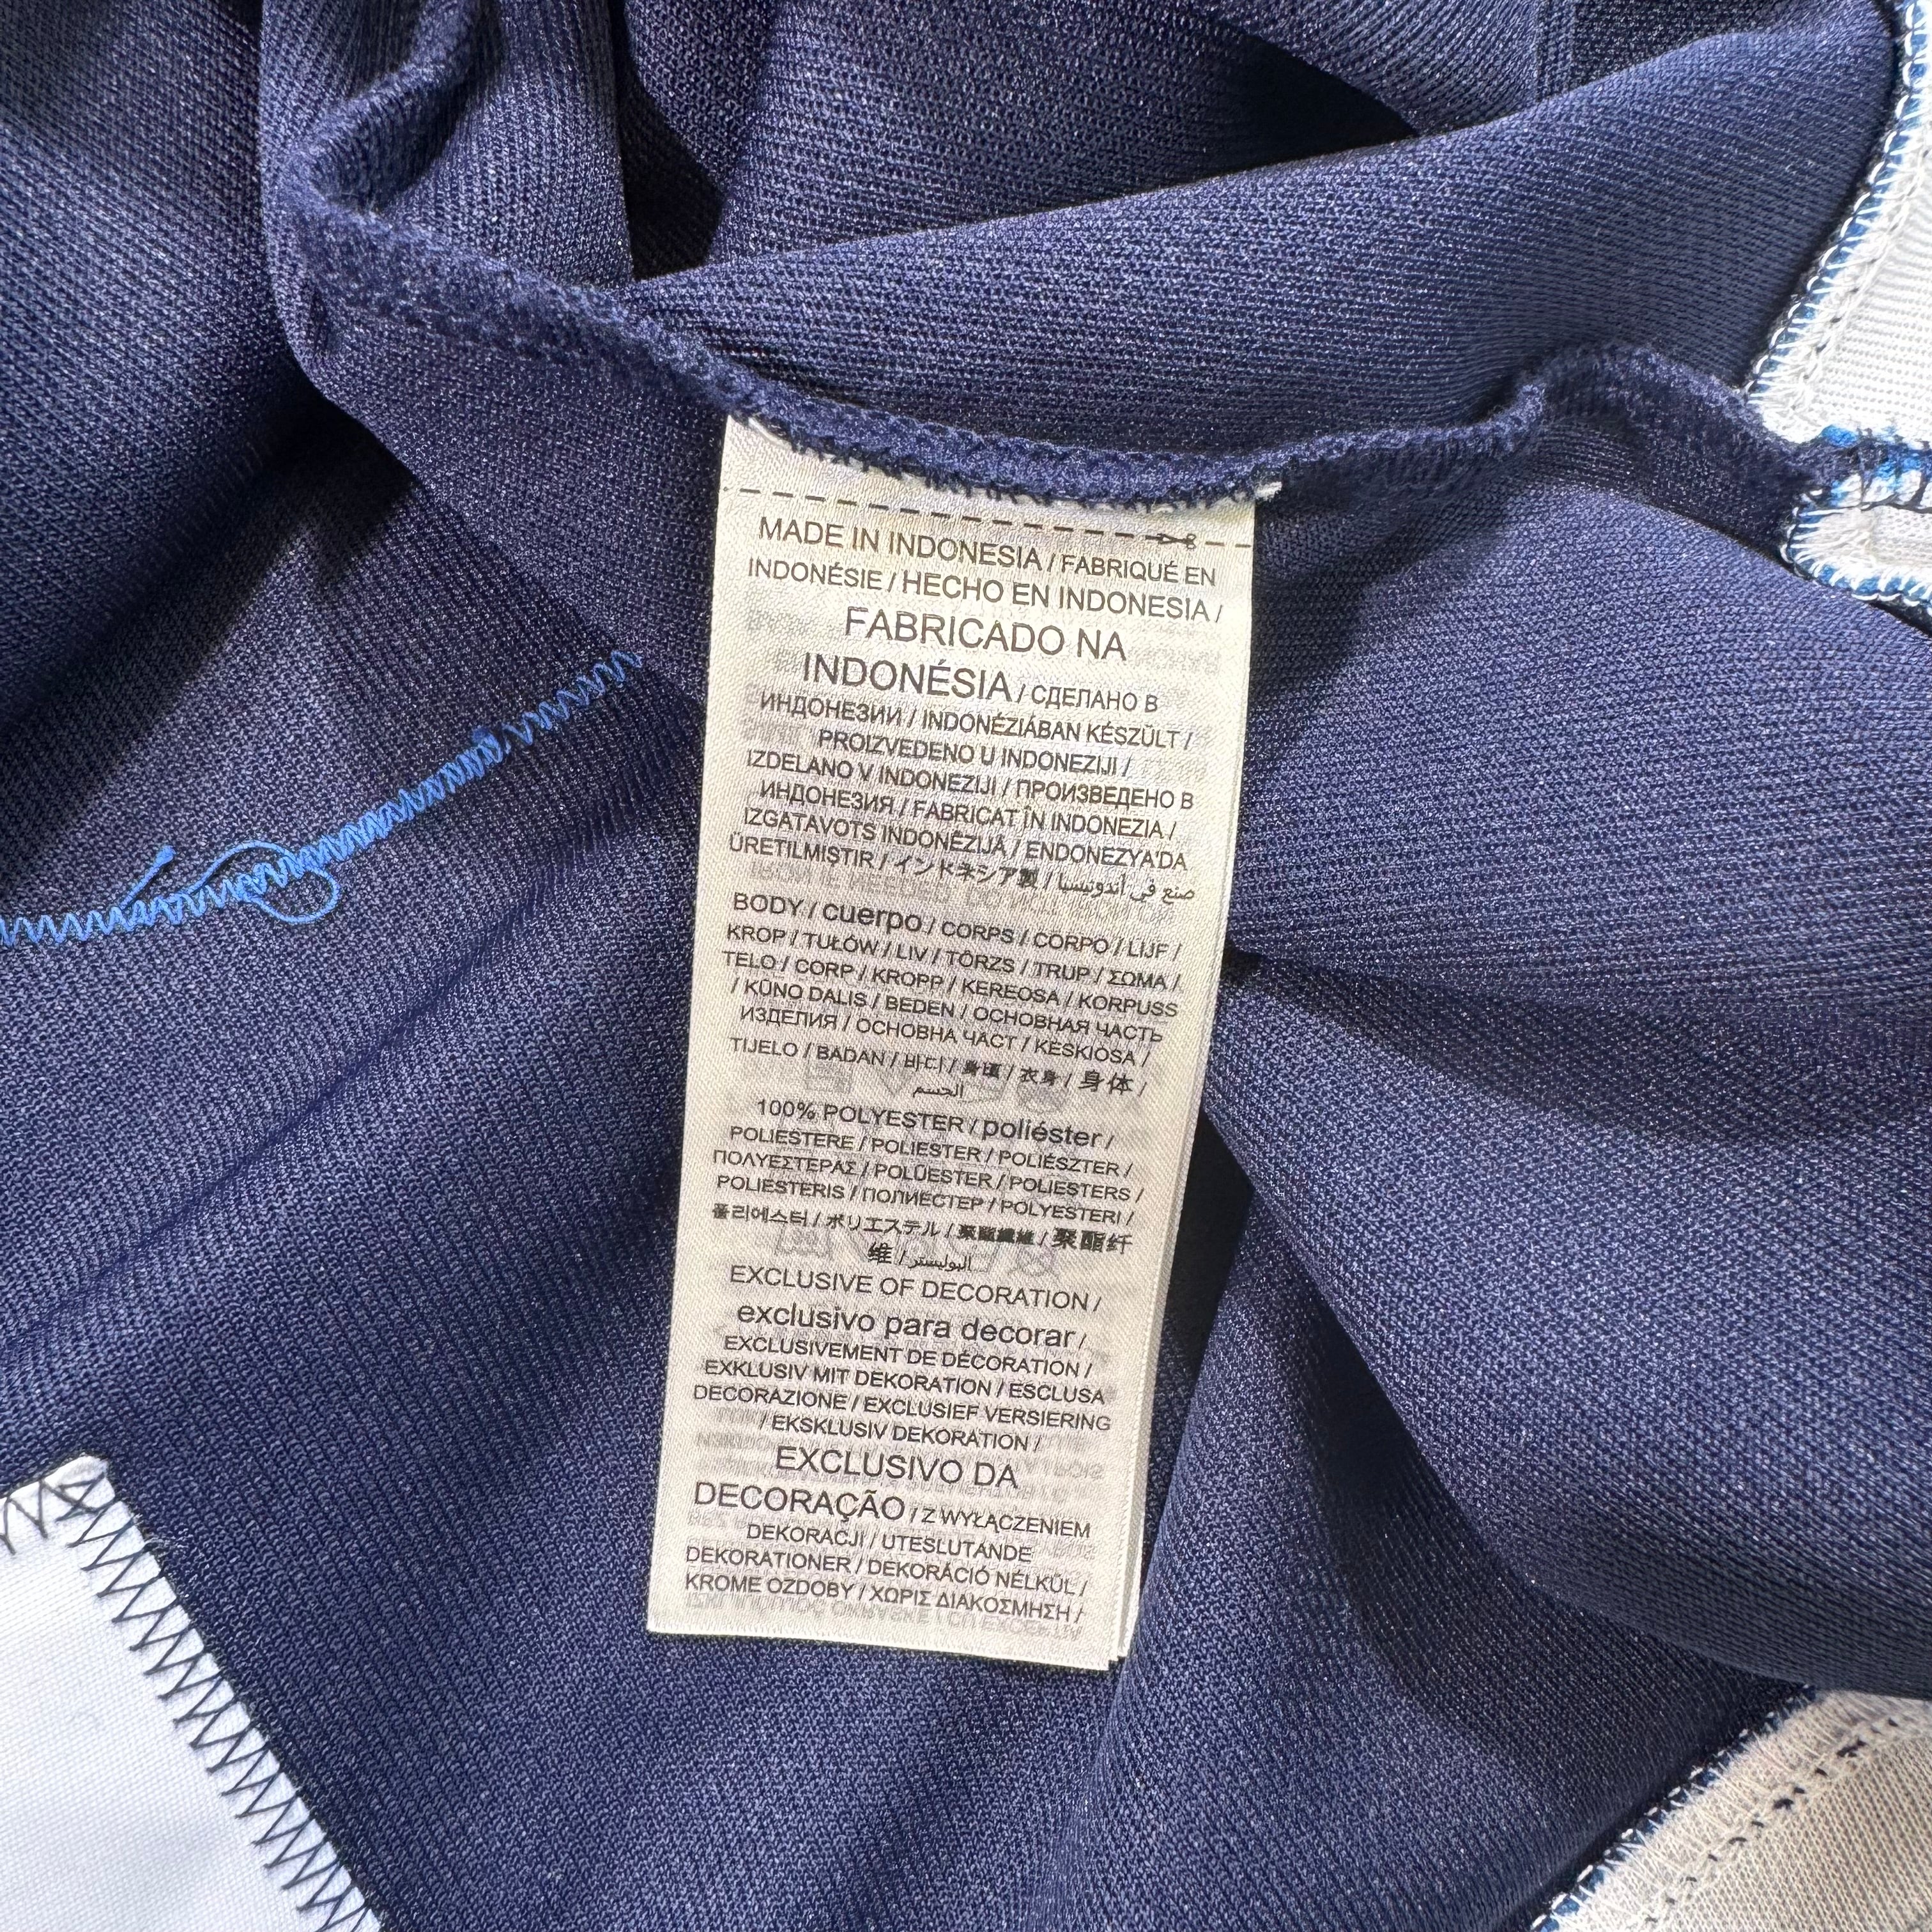 MADE IN INDONESIA / FABRIQUÉ EN
INDONÉSIE / HECHO EN INDONESIA /
FABRICADO NA
INDONÉSIA / СДЕЛАНО В
ИНДОНЕЗИИ / INDONÉZIÁBAN KÉSZÜLT /
PROIZVEDENO U INDONEZIJI /
IZDELANO V INDONEZIJI / ПРОИЗВЕДЕНО В
ИНДОНЕЗИЯ / FABRICAT ÎN INDONEZIA /
IZGATAVOTS INDONĒZIJĀ / ENDONEZYA'DA
ÜRETILMISTIR / インドネシア製 / صنع في أندونيسيا
BODY / cuerpo / CORPS / CORPO / LIJF /
KROP / TUŁÓW / LIV / TÖRZS / TRUP / ΣΩΜΑ /
TELO / CORP / KROPP / KEREOSA / KORPUSS
/ KŪNO DALIS / BEDEN / ОСНОВНАЯ ЧАСТЬ
ИЗДЕЛИЯ / ОСНОВНА ЧАСТ / KESKIOSA /
TIJELO / BADAN / 바디 / 身頃 / 衣身 / 身体 /
الجسم
100% POLYESTER / poliéster /
POLIESTERE / POLIESTER / POLIÉSZTER /
ΠΟΛΥΕΣΤΕΡΑΣ / POLÜESTER / POLIESTERS /
POLIESTERIS / ПОЛИЕСТЕР / POLYESTERI /
폴리에스터 / ポリエステル / 聚酯纖維 / 聚酯纤
维 / البوليستر
EXCLUSIVE OF DECORATION /
exclusivo para decorar /
EXCLUSIVEMENT DE DÉCORATION /
EXKLUSIV MIT DEKORATION / ESCLUSA
DECORAZIONE / EXCLUSIEF VERSIERING
/ EKSKLUSIV DEKORATION /
EXCLUSIVO DA
DECORAÇÃO / Z WYŁĄCZENIEM
DEKORACJI / UTESLUTANDE
DEKORATIONER / DEKORÁCIÓ NÉLKÜL /
KROME OZDOBY / ΧΩΡΙΣ ΔΙΑΚΟΣΜΗΣΗ /